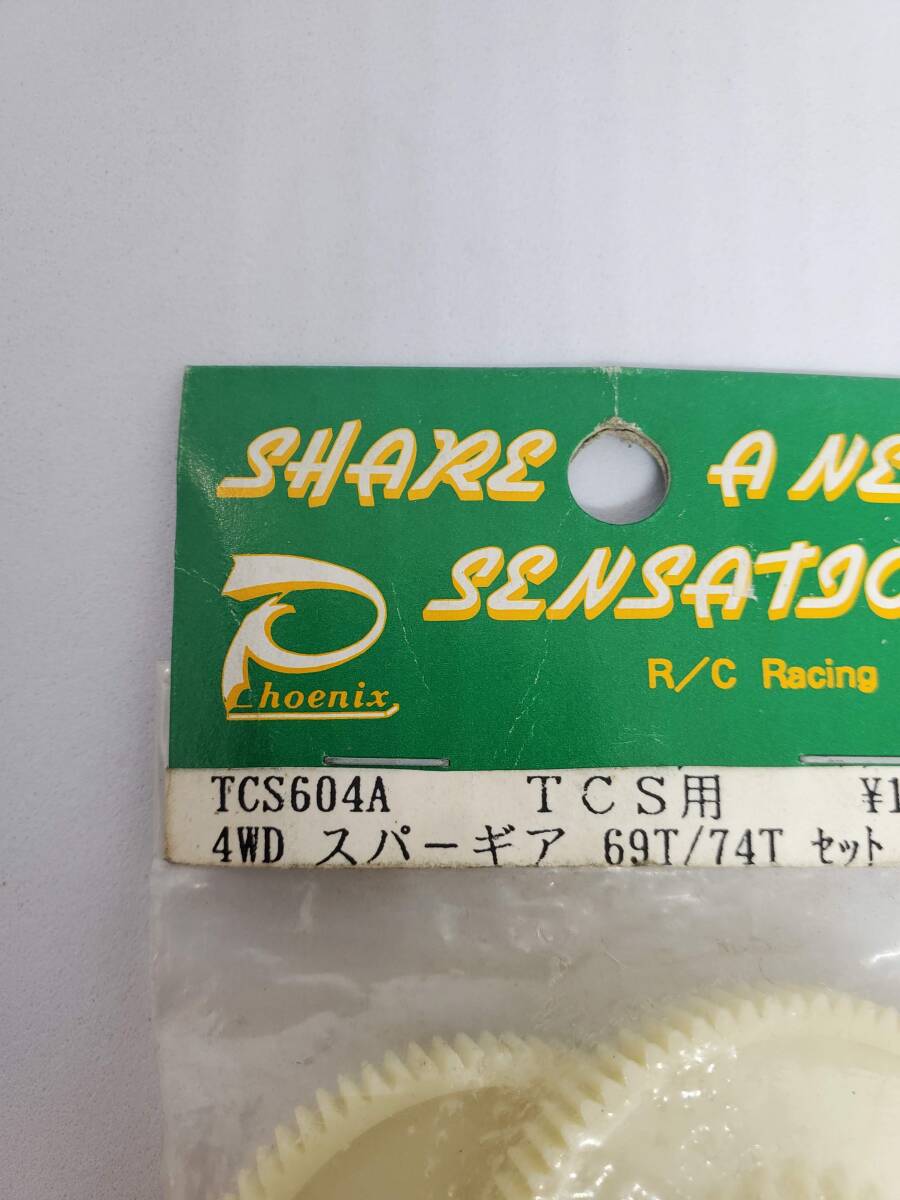 SHARE A NE
SENSATIO
Phoenix
R/C Racing
TCS604A TCS用 ¥1
4WD スパーギア 69T/74T セット